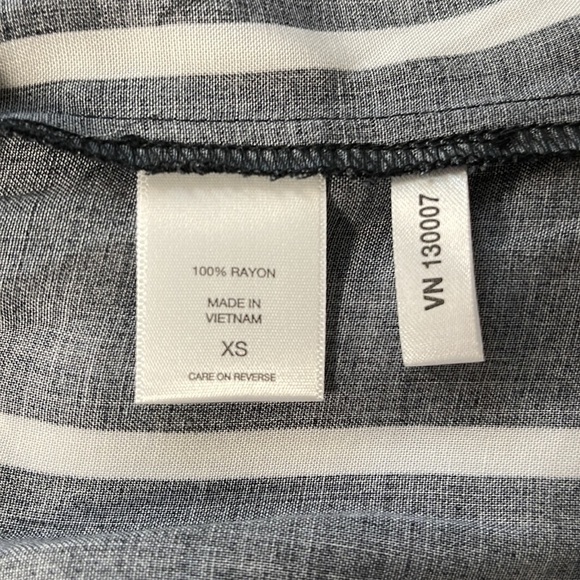 100% RAYON
MADE IN
VIETNAM
XS
CARE ON REVERSE
VN 130007